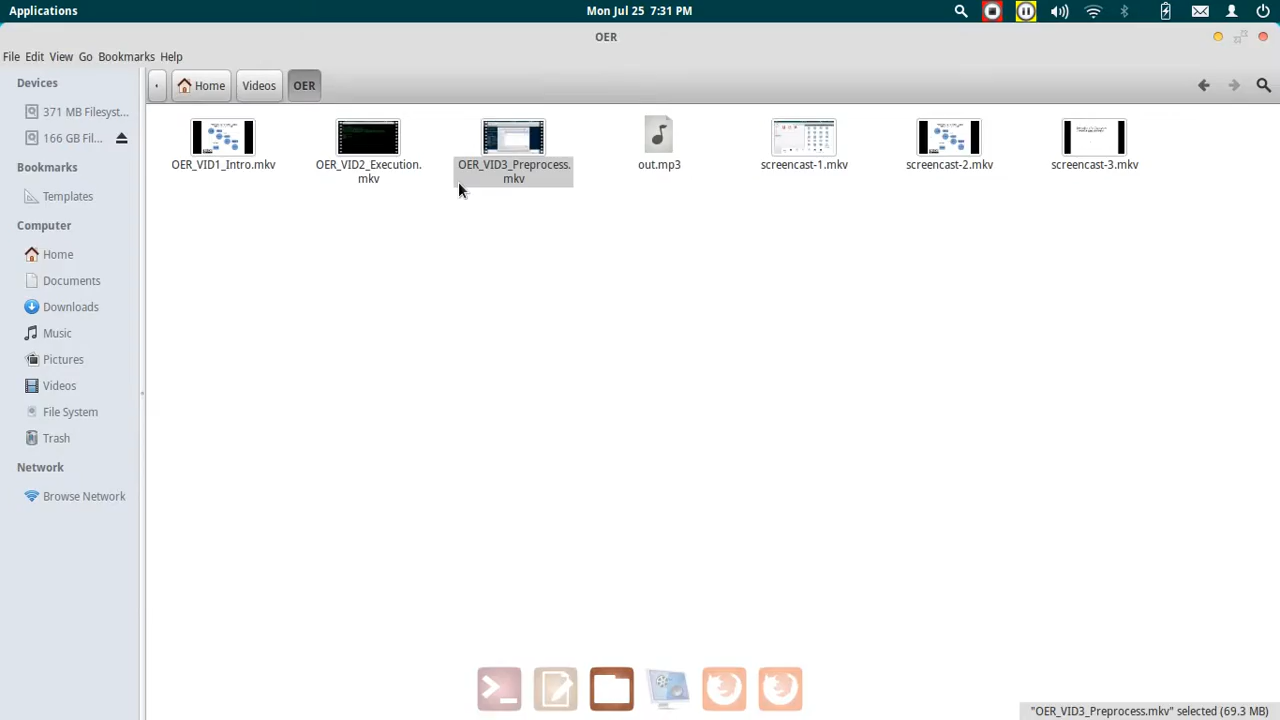 Applications
Mon Jul 25 7:31 PM
OER
File Edit View Go Bookmarks Help
Home
Videos
OER
Devices
371 MB Filesyst...
166 GB Fil...
Bookmarks
Templates
Computer
Home
Documents
Downloads
Music
Pictures
Videos
File System
Trash
Network
Browse Network
OER_VID1_Intro.mkv
OER_VID2_Execution.
mkv
OER_VID3_Preprocess.
mkv
out.mp3
screencast-1.mkv
screencast-2.mkv
screencast-3.mkv
"OER_VID3_Preprocess.mkv" selected (69.3 MB)